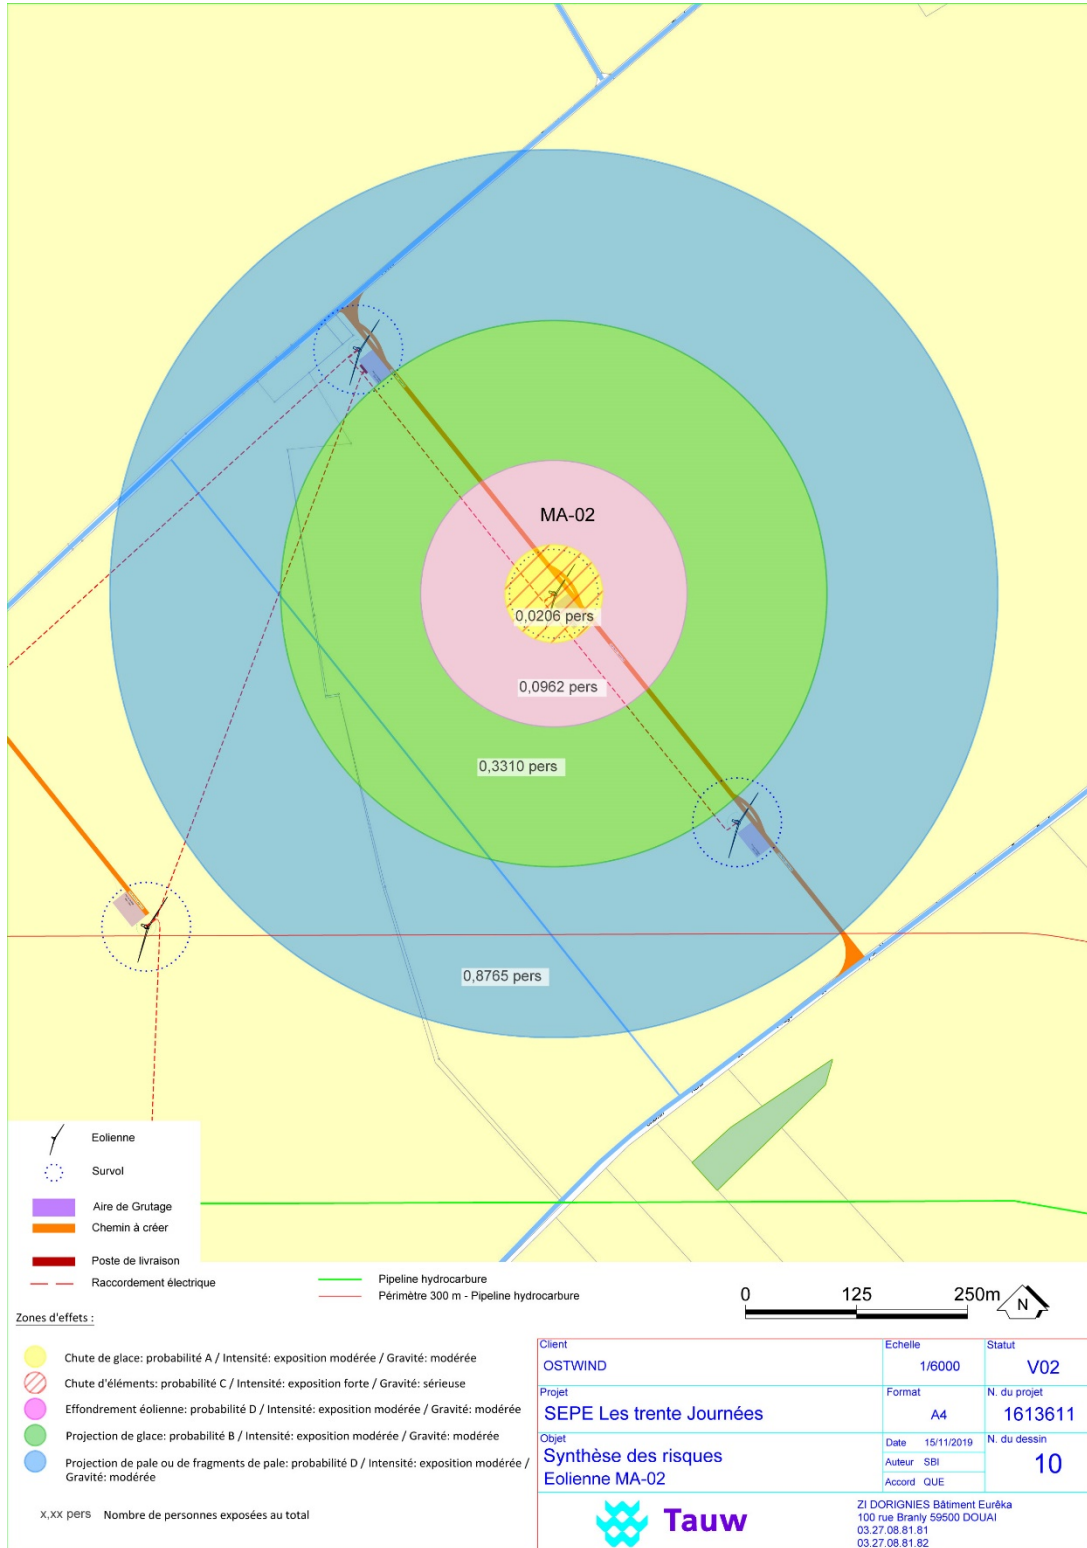 MA-02
0,0206 pers
0,0962 pers
0,3310 pers
0,8765 pers
Eolienne
Survol
Aire de Grutage
Chemin à créer
Poste de livraison
Raccordement électrique
Pipeline hydrocarbure
Périmètre 300 m - Pipeline hydrocarbure
0 125 250m
N
Zones d'effets :
Chute de glace: probabilité A / Intensité: exposition modérée / Gravité: modérée
Chute d'éléments: probabilité C / Intensité: exposition forte / Gravité: sérieuse
Effondrement éolienne: probabilité D / Intensité: exposition modérée / Gravité: modérée
Projection de glace: probabilité B / Intensité: exposition modérée / Gravité: modérée
Projection de pale ou de fragments de pale: probabilité D / Intensité: exposition modérée /
Gravité: modérée
x,xx pers Nombre de personnes exposées au total
Client
OSTWIND
Echelle
1/6000
Statut
V02
Projet
SEPE Les trente Journées
Format
A4
N. du projet
1613611
Objet
Synthèse des risques
Eolienne MA-02
Date 15/11/2019
Auteur SBI
Accord QUE
N. du dessin
10
Tauw
ZI DORIGNIES Bâtiment Eurêka
100 rue Branly 59500 DOUAI
03.27.08.81.81
03.27.08.81.82